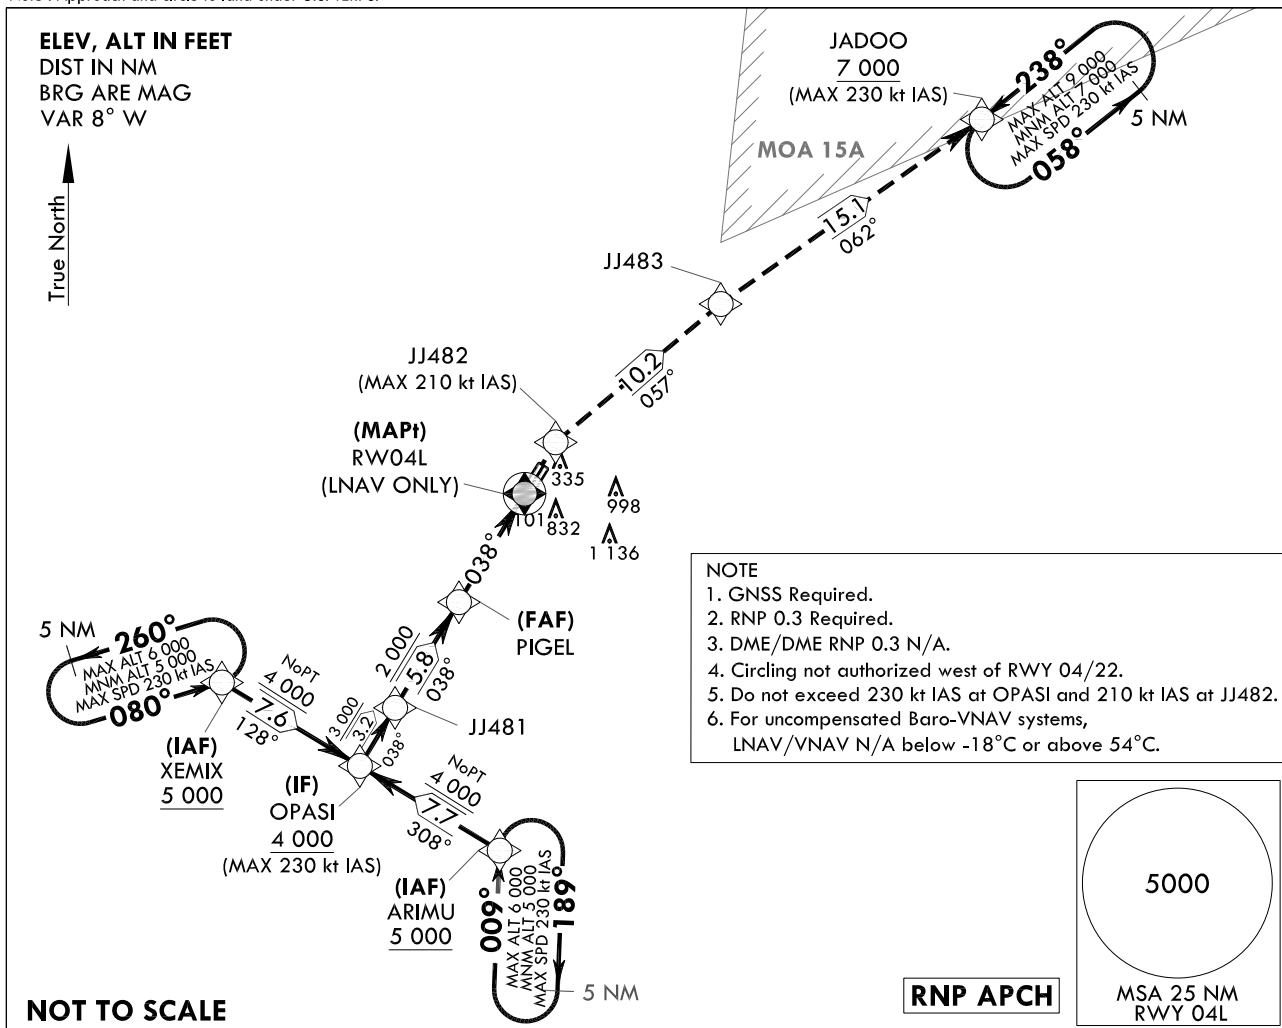 ELEV, ALT IN FEET
DIST IN NM
BRG ARE MAG
VAR 8° W
True North
JADOO
7 000
(MAX 230 kt IAS)
238°
MAX ALT 9 000
MNM ALT 7 000
MAX SPD 230 kt IAS
058°
5 NM
MOA 15A
15.1
062°
JJ483
10.2
057°
JJ482
(MAX 210 kt IAS)
(MAPt)
RW04L
(LNAV ONLY)
335
998
101
832
1 136
038°
(FAF)
PIGEL
2 000
5.8
038°
JJ481
3 000
3.2
038°
5 NM
260°
MAX ALT 6 000
MNM ALT 5 000
MAX SPD 230 kt IAS
080°
NoPT
4 000
7.6
128°
(IAF)
XEMIX
5 000
(IF)
OPASI
4 000
(MAX 230 kt IAS)
NoPT
4 000
7.7
308°
(IAF)
ARIMU
5 000
009°
MAX ALT 6 000
MNM ALT 5 000
MAX SPD 230 kt IAS
189°
5 NM
NOTE
1. GNSS Required.
2. RNP 0.3 Required.
3. DME/DME RNP 0.3 N/A.
4. Circling not authorized west of RWY 04/22.
5. Do not exceed 230 kt IAS at OPASI and 210 kt IAS at JJ482.
6. For uncompensated Baro-VNAV systems,
LNAV/VNAV N/A below -18°C or above 54°C.
5000
MSA 25 NM
RWY 04L
RNP APCH
NOT TO SCALE